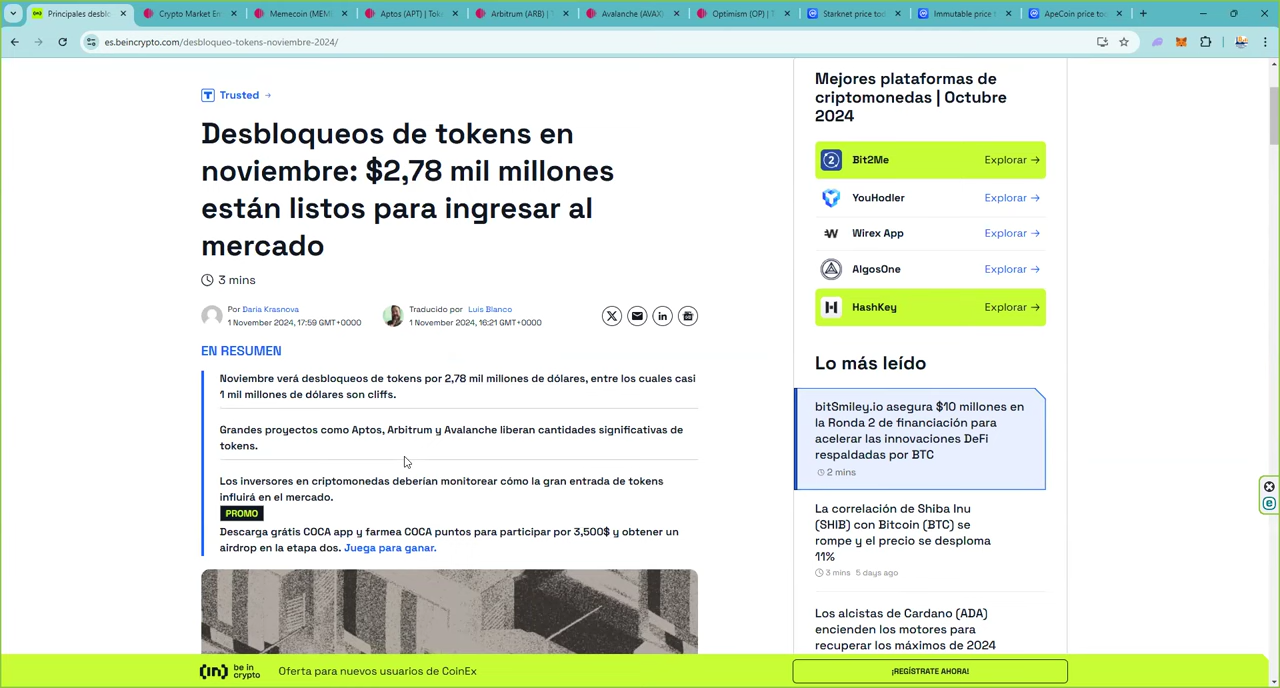 Principales desblo
Crypto Market En
Memecoin (MEM
Aptos (APT) | Tok
Arbitrum (ARB) |
Avalanche (AVAX
Optimism (OP) | T
Starknet price tod
Immutable price t
ApeCoin price tod
es.beincrypto.com/desbloqueo-tokens-noviembre-2024/
Trusted →
Desbloqueos de tokens en
noviembre: $2,78 mil millones
están listos para ingresar al
mercado
3 mins
Por Daria Krasnova
1 November 2024, 17:59 GMT+0000
Traducido por Luis Blanco
1 November 2024, 16:21 GMT+0000
EN RESUMEN
Noviembre verá desbloqueos de tokens por 2,78 mil millones de dólares, entre los cuales casi
1 mil millones de dólares son cliffs.
Grandes proyectos como Aptos, Arbitrum y Avalanche liberan cantidades significativas de
tokens.
Los inversores en criptomonedas deberían monitorear cómo la gran entrada de tokens
influirá en el mercado.
PROMO
Descarga grátis COCA app y farmea COCA puntos para participar por 3,500$ y obtener un
airdrop en la etapa dos. Juega para ganar.
Mejores plataformas de
criptomonedas | Octubre
2024
Bit2Me Explorar →
YouHodler Explorar →
Wirex App Explorar →
AlgosOne Explorar →
HashKey Explorar →
Lo más leído
bitSmiley.io asegura $10 millones en
la Ronda 2 de financiación para
acelerar las innovaciones DeFi
respaldadas por BTC
2 mins
La correlación de Shiba Inu
(SHIB) con Bitcoin (BTC) se
rompe y el precio se desploma
11%
3 mins 5 days ago
Los alcistas de Cardano (ADA)
encienden los motores para
recuperar los máximos de 2024
be in
crypto
Oferta para nuevos usuarios de CoinEx
¡REGÍSTRATE AHORA!